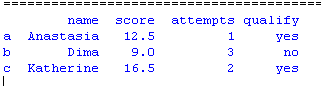 ========================================
name score attempts qualify
a Anastasia 12.5 1 yes
b Dima 9.0 3 no
c Katherine 16.5 2 yes